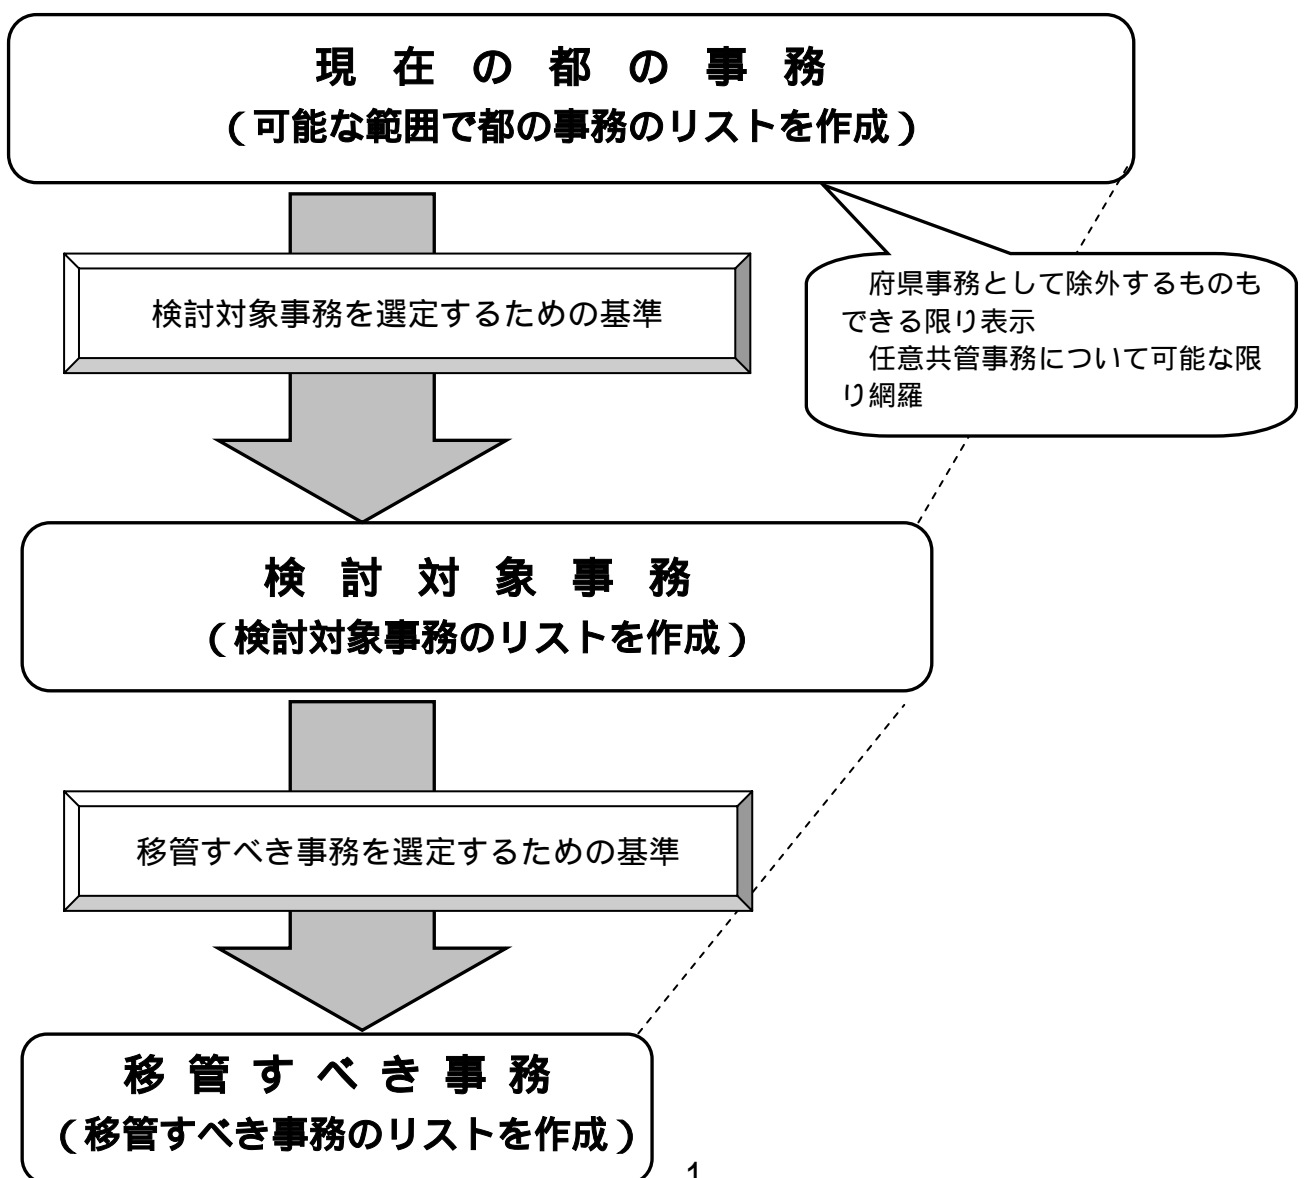 現在の都の事務
（可能な範囲で都の事務のリストを作成）
検討対象事務を選定するための基準
府県事務として除外するものも
できる限り表示
任意共管事務について可能な限
り網羅
検討対象事務
（検討対象事務のリストを作成）
移管すべき事務を選定するための基準
移管すべき事務
（移管すべき事務のリストを作成）
1